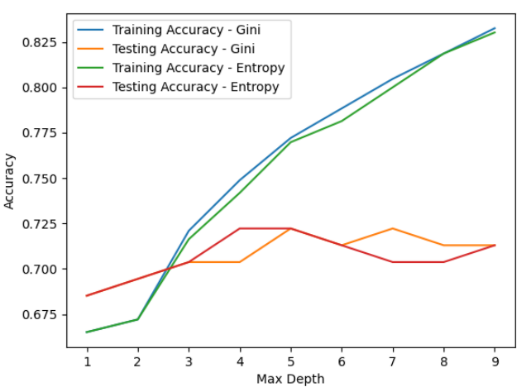 Training Accuracy - Gini
Testing Accuracy - Gini
Training Accuracy - Entropy
Testing Accuracy - Entropy
Accuracy
0.825
0.800
0.775
0.750
0.725
0.700
0.675
1 2 3 4 5 6 7 8 9
Max Depth